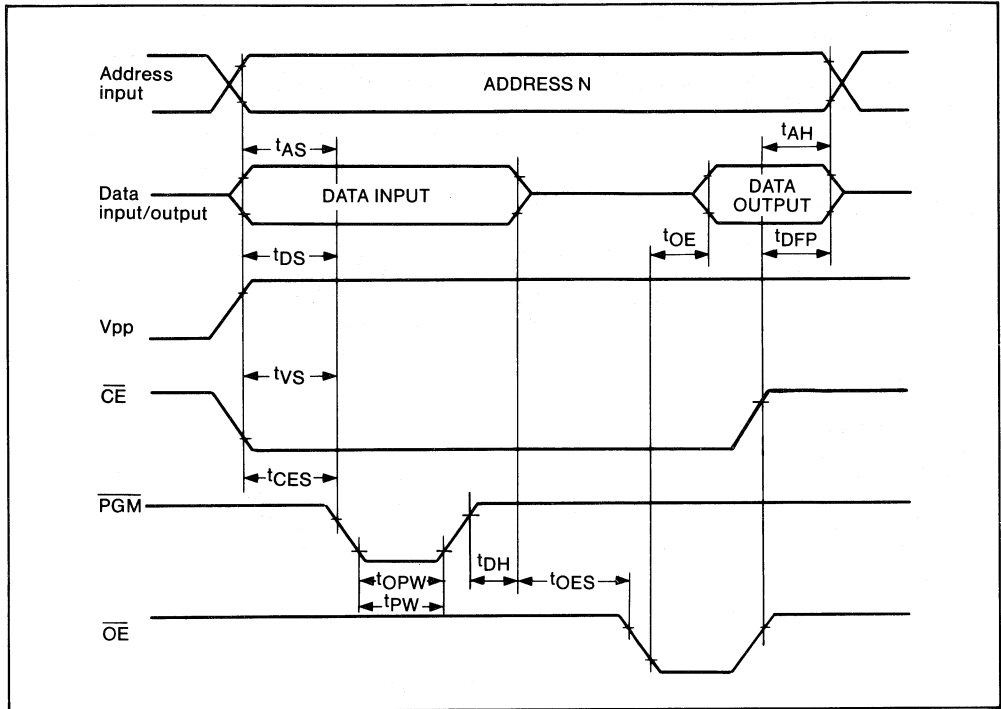 Address
input
ADDRESS N
tAS
tAH
Data
input/output
DATA INPUT
DATA
OUTPUT
tDS
tOE
tDFP
Vpp
tVS
CE
tCES
PGM
tDH
tOES
tOPW
tPW
OE